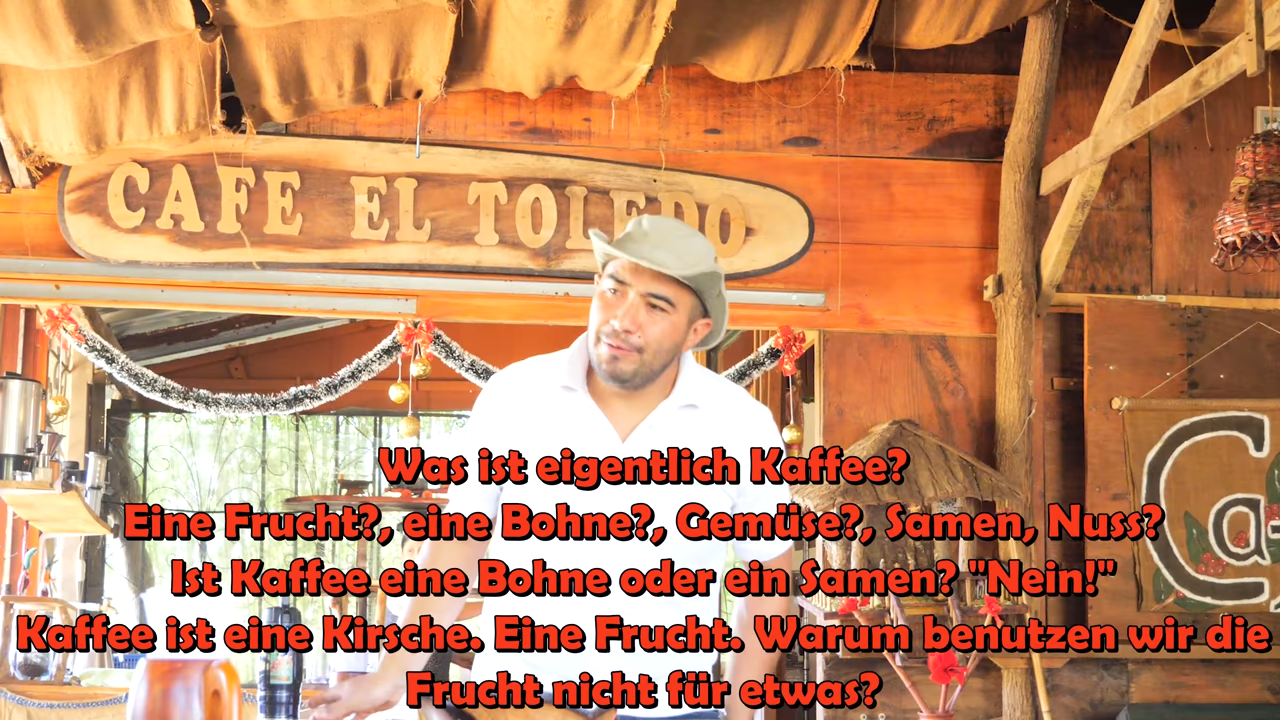 CAFE EL TOLEDO
Was ist eigentlich Kaffee?
Eine Frucht?, eine Bohne?, Gemüse?, Samen, Nuss?
Ist Kaffee eine Bohne oder ein Samen? "Nein!"
Kaffee ist eine Kirsche. Eine Frucht. Warum benutzen wir die
Frucht nicht für etwas?